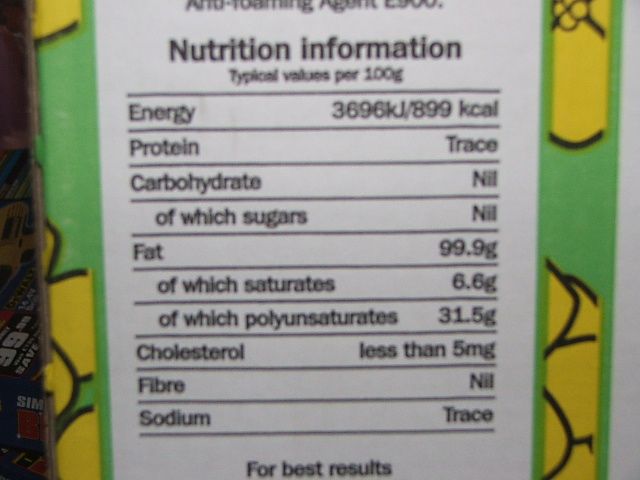 Anti-foaming Agent E900.
Nutrition information
Typical values per 100g
Energy 3696kJ/899 kcal
Protein Trace
Carbohydrate Nil
of which sugars Nil
Fat 99.9g
of which saturates 6.6g
of which polyunsaturates 31.5g
Cholesterol less than 5mg
Fibre Nil
Sodium Trace
For best results
SIM